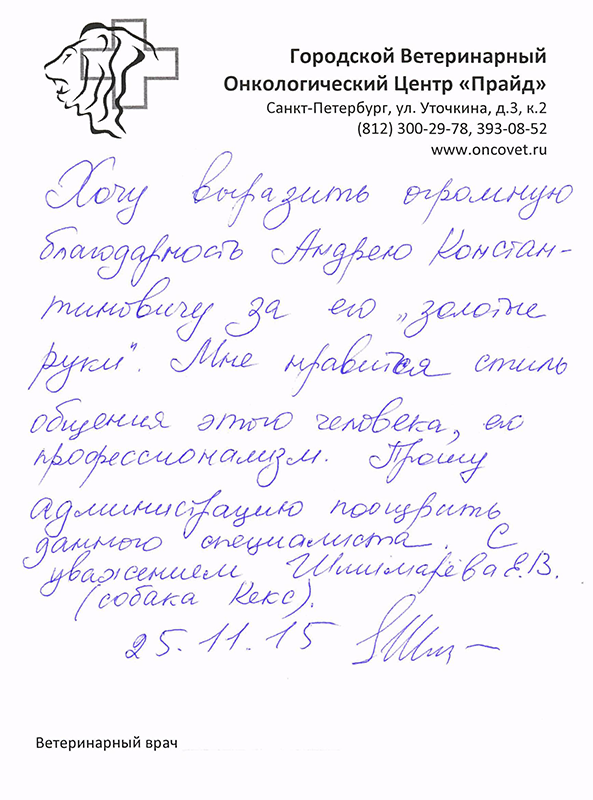 Городской Ветеринарный
Онкологический Центр «Прайд»
Санкт-Петербург, ул. Уточкина, д.3, к.2
(812) 300-29-78, 393-08-52
www.oncovet.ru
Хочу выразить огромную
благодарность Андрею Констан-
тиновичу за его „золотые
руки". Мне нравится стиль
общения этого человека, его
профессионализм. Прошу
администрацию поощрить
данного специалиста. С
уважением, Шишмарёва Е.В.
(собака Кекс).
25.11.15
Ветеринарный врач